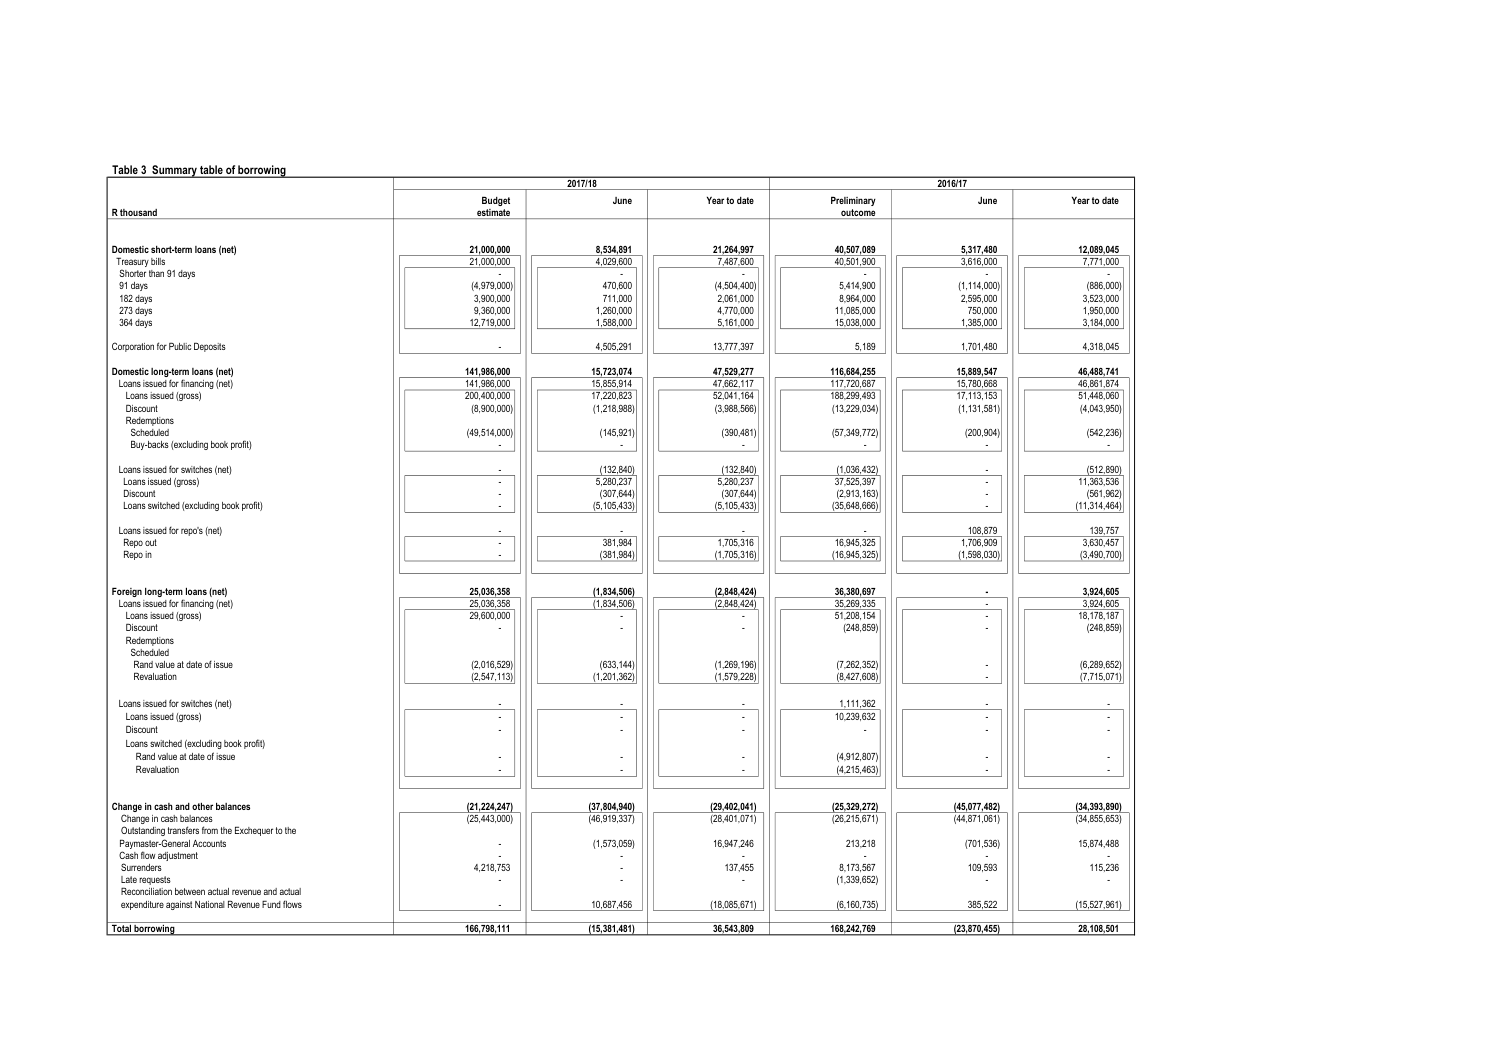 Table 3 Summary table of borrowing
2017/18 2016/17
Budget June Year to date Preliminary June Year to date
R thousand estimate outcome
Domestic short-term loans (net) 21,000,000 8,534,891 21,264,997 40,507,089 5,317,480 12,089,045
Treasury bills 21,000,000 4,029,600 7,487,600 40,501,900 3,616,000 7,771,000
Shorter than 91 days - - - - - -
91 days (4,979,000) 470,600 (4,504,400) 5,414,900 (1,114,000) (886,000)
182 days 3,900,000 711,000 2,061,000 8,964,000 2,595,000 3,523,000
273 days 9,360,000 1,260,000 4,770,000 11,085,000 750,000 1,950,000
364 days 12,719,000 1,588,000 5,161,000 15,038,000 1,385,000 3,184,000
Corporation for Public Deposits - 4,505,291 13,777,397 5,189 1,701,480 4,318,045
Domestic long-term loans (net) 141,986,000 15,723,074 47,529,277 116,684,255 15,889,547 46,488,741
Loans issued for financing (net) 141,986,000 15,855,914 47,662,117 117,720,687 15,780,668 46,861,874
Loans issued (gross) 200,400,000 17,220,823 52,041,164 188,299,493 17,113,153 51,448,060
Discount (8,900,000) (1,218,988) (3,988,566) (13,229,034) (1,131,581) (4,043,950)
Redemptions
Scheduled (49,514,000) (145,921) (390,481) (57,349,772) (200,904) (542,236)
Buy-backs (excluding book profit) - - - - - -
Loans issued for switches (net) - (132,840) (132,840) (1,036,432) - (512,890)
Loans issued (gross) - 5,280,237 5,280,237 37,525,397 - 11,363,536
Discount - (307,644) (307,644) (2,913,163) - (561,962)
Loans switched (excluding book profit) - (5,105,433) (5,105,433) (35,648,666) - (11,314,464)
Loans issued for repo's (net) - - - - 108,879 139,757
Repo out - 381,984 1,705,316 16,945,325 1,706,909 3,630,457
Repo in - (381,984) (1,705,316) (16,945,325) (1,598,030) (3,490,700)
Foreign long-term loans (net) 25,036,358 (1,834,506) (2,848,424) 36,380,697 - 3,924,605
Loans issued for financing (net) 25,036,358 (1,834,506) (2,848,424) 35,269,335 - 3,924,605
Loans issued (gross) 29,600,000 - - 51,208,154 - 18,178,187
Discount - - - (248,859) - (248,859)
Redemptions
Scheduled
Rand value at date of issue (2,016,529) (633,144) (1,269,196) (7,262,352) - (6,289,652)
Revaluation (2,547,113) (1,201,362) (1,579,228) (8,427,608) - (7,715,071)
Loans issued for switches (net) - - - 1,111,362 - -
Loans issued (gross) - - - 10,239,632 - -
Discount - - - - - -
Loans switched (excluding book profit)
Rand value at date of issue - - - (4,912,807) - -
Revaluation - - - (4,215,463) - -
Change in cash and other balances (21,224,247) (37,804,940) (29,402,041) (25,329,272) (45,077,482) (34,393,890)
Change in cash balances (25,443,000) (46,919,337) (28,401,071) (26,215,671) (44,871,061) (34,855,653)
Outstanding transfers from the Exchequer to the
Paymaster-General Accounts - (1,573,059) 16,947,246 213,218 (701,536) 15,874,488
Cash flow adjustment - - - - - -
Surrenders 4,218,753 - 137,455 8,173,567 109,593 115,236
Late requests - - - (1,339,652) - -
Reconciliation between actual revenue and actual
expenditure against National Revenue Fund flows - 10,687,456 (18,085,671) (6,160,735) 385,522 (15,527,961)
Total borrowing 166,798,111 (15,381,481) 36,543,809 168,242,769 (23,870,455) 28,108,501